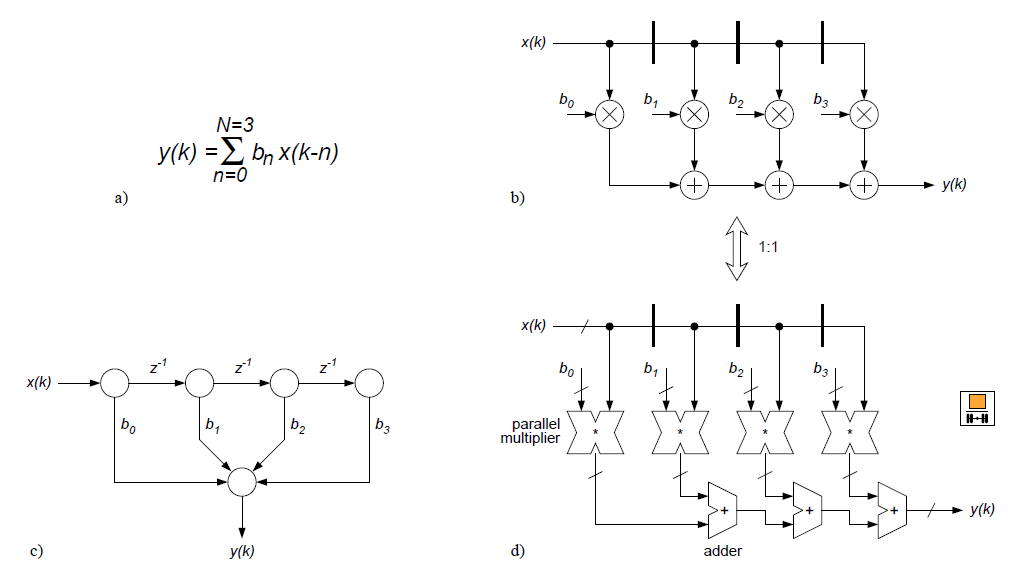 N=3
y(k) =∑ bn x(k-n)
n=0
a)
x(k)
b0 b1 b2 b3
y(k)
b)
1:1
x(k)
z-1 z-1 z-1
b0 b1 b2 b3
y(k)
c)
x(k)
b0 b1 b2 b3
parallel
multiplier
* * * *
+ + +
y(k)
adder
d)